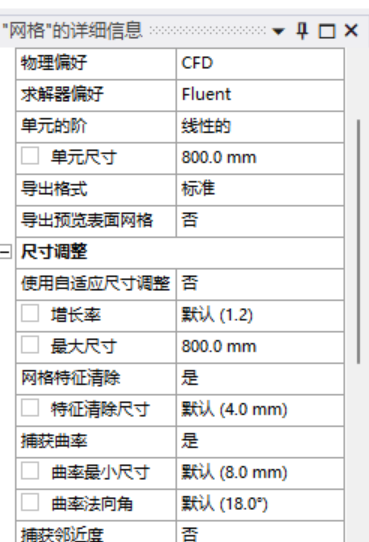 "网格"的详细信息
物理偏好 CFD
求解器偏好 Fluent
单元的阶 线性的
单元尺寸 800.0 mm
导出格式 标准
导出预览表面网格 否
尺寸调整
使用自适应尺寸调整 否
增长率 默认 (1.2)
最大尺寸 800.0 mm
网格特征清除 是
特征清除尺寸 默认 (4.0 mm)
捕获曲率 是
曲率最小尺寸 默认 (8.0 mm)
曲率法向角 默认 (18.0°)
捕获邻近度 否